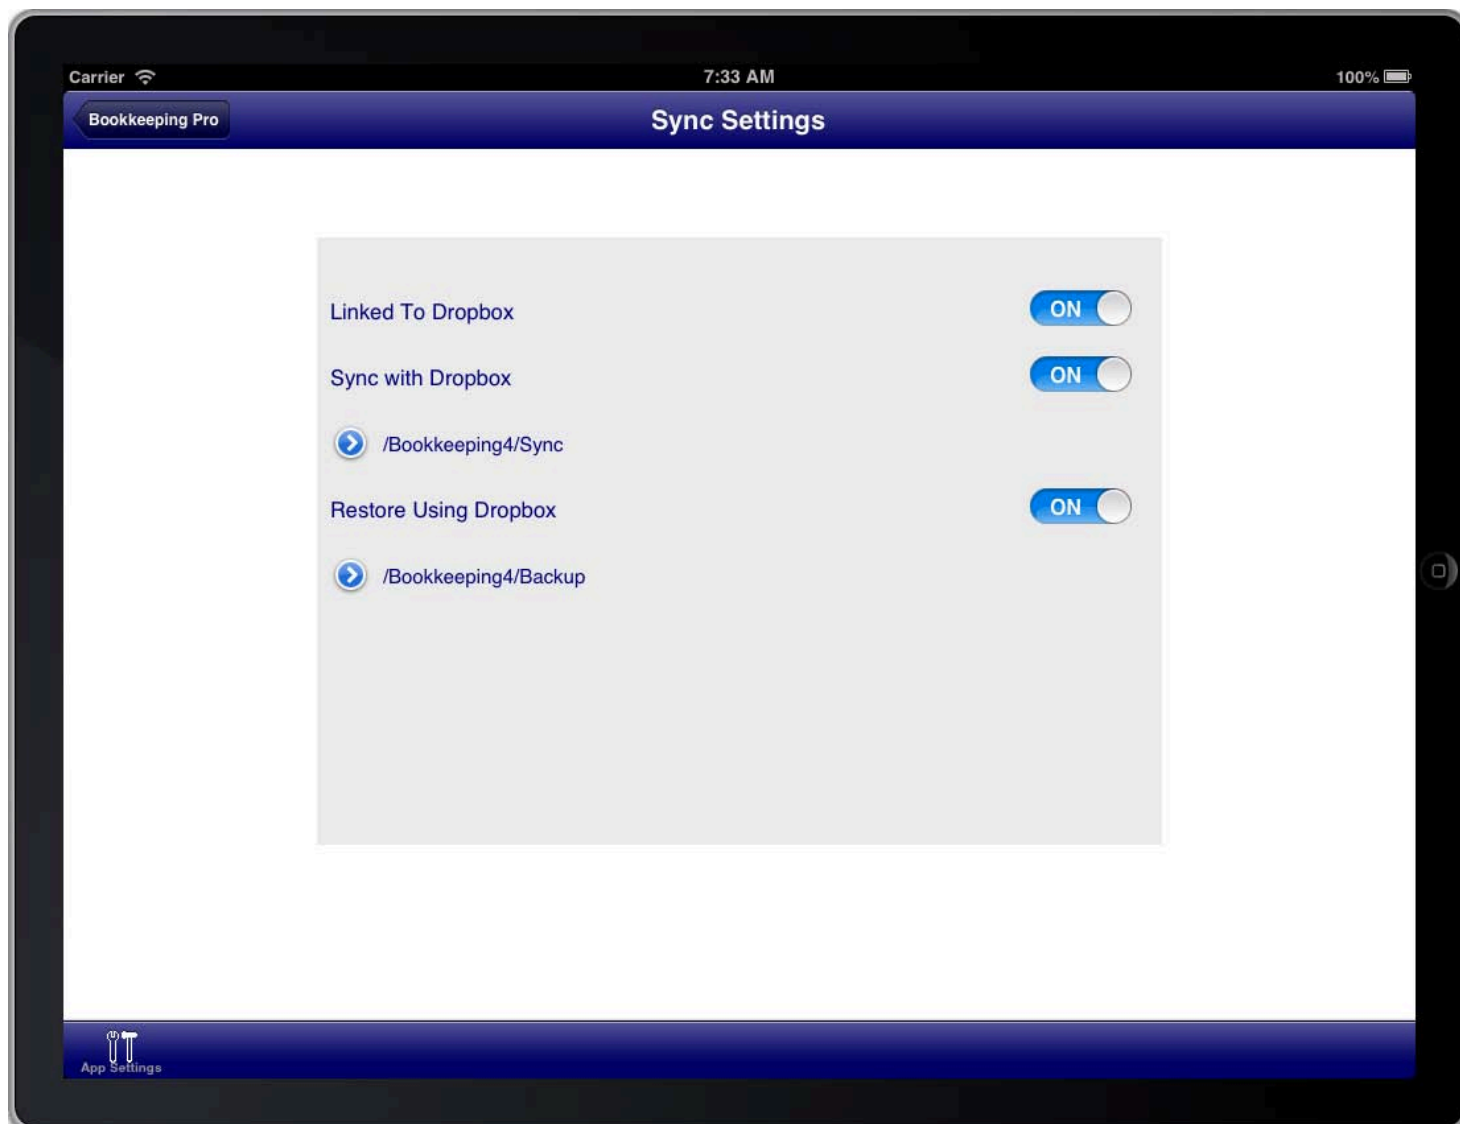 Carrier 7:33 AM 100%
Bookkeeping Pro Sync Settings
Linked To Dropbox ON
Sync with Dropbox ON
/Bookkeeping4/Sync
Restore Using Dropbox ON
/Bookkeeping4/Backup
App Settings